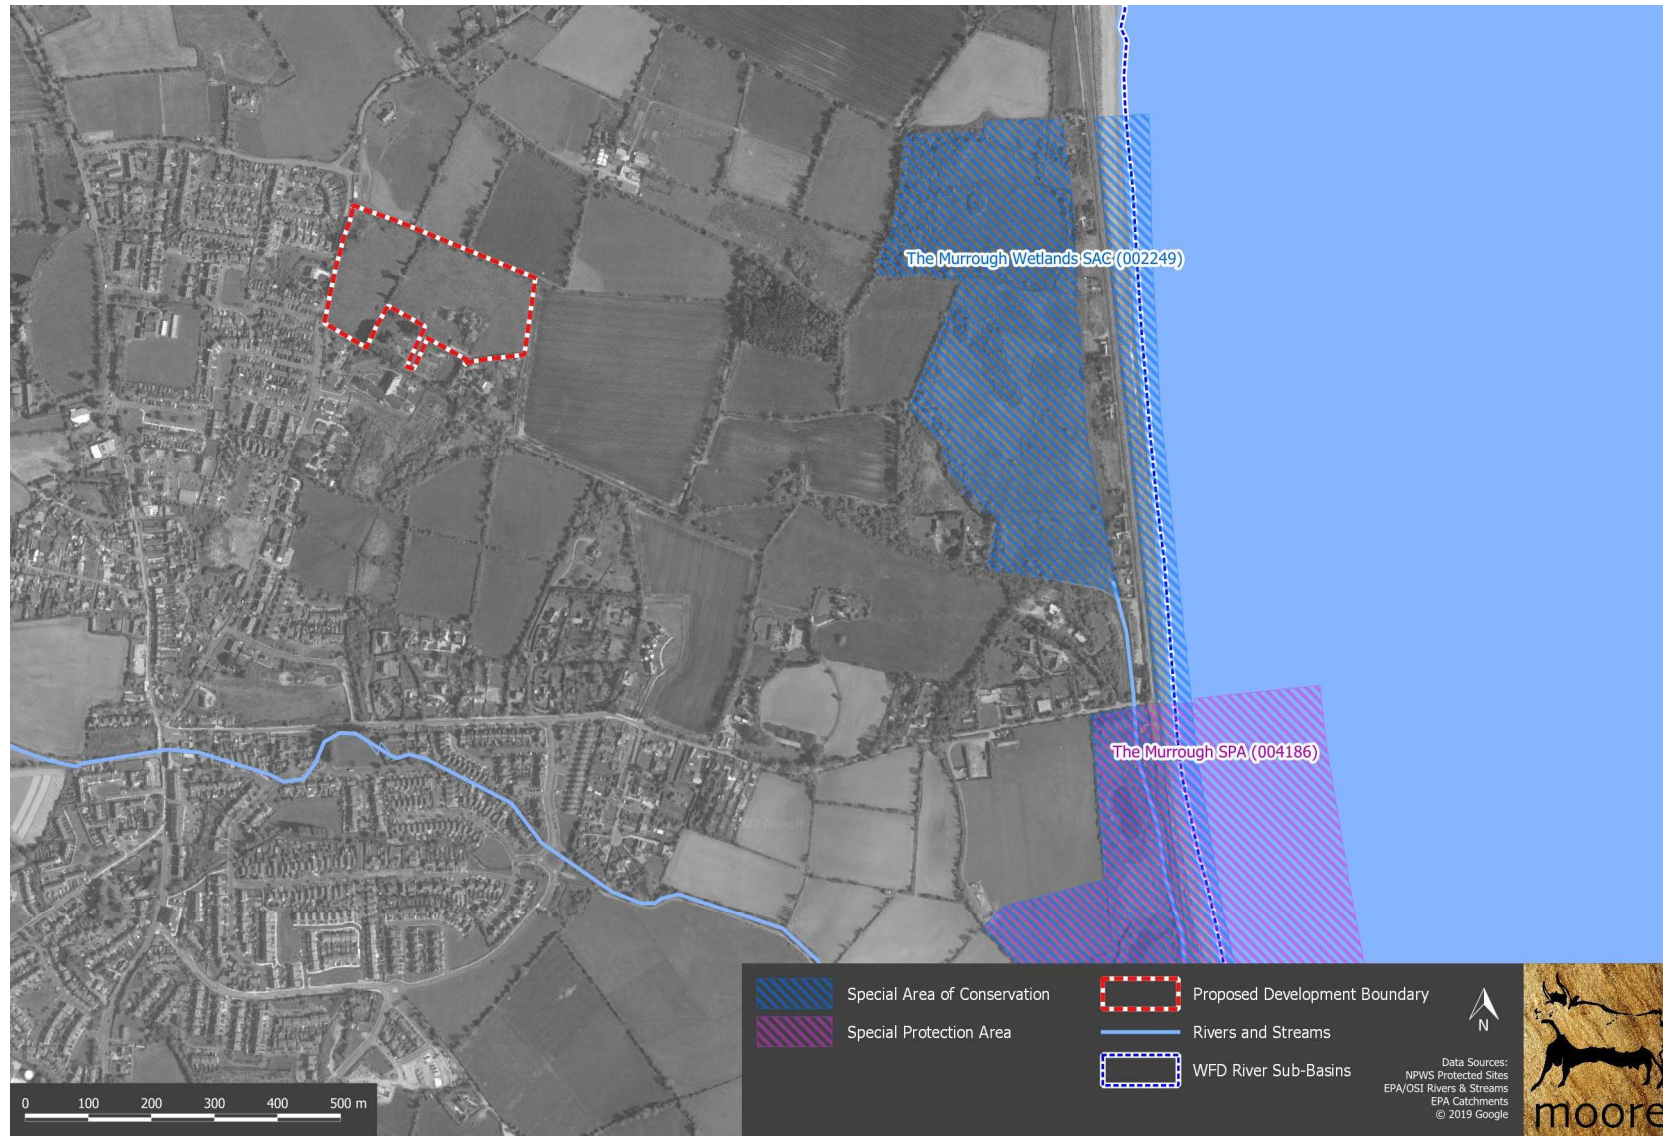 The Murrough Wetlands SAC (002249)
The Murrough SPA (004186)
Special Area of Conservation
Special Protection Area
Proposed Development Boundary
Rivers and Streams
WFD River Sub-Basins
N
Data Sources:
NPWS Protected Sites
EPA/OSI Rivers & Streams
EPA Catchments
© 2019 Google
moore
0 100 200 300 400 500 m